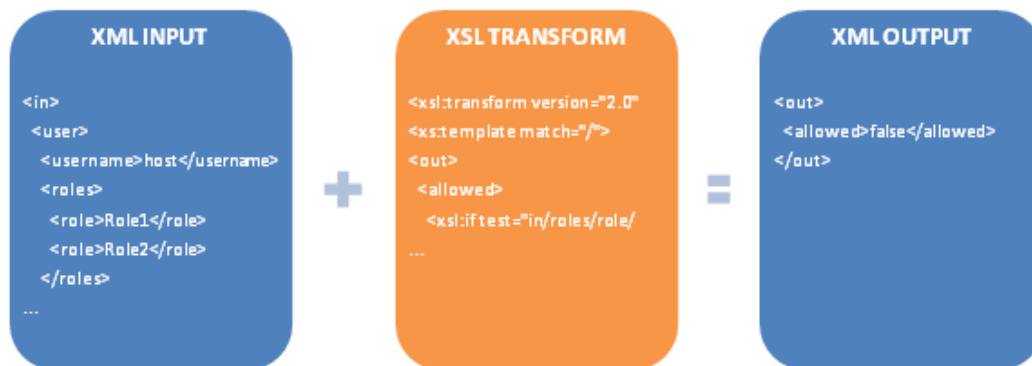 XML INPUT
<in>
<user>
<username>host</username>
<roles>
<role>Role1</role>
<role>Role2</role>
</roles>
...
XSL TRANSFORM
<xsl:transform version="2.0"
<xs:template match="/">
<out>
<allowed>
<xsl:if test="in/roles/role/
...
XML OUTPUT
<out>
<allowed>false</allowed>
</out>